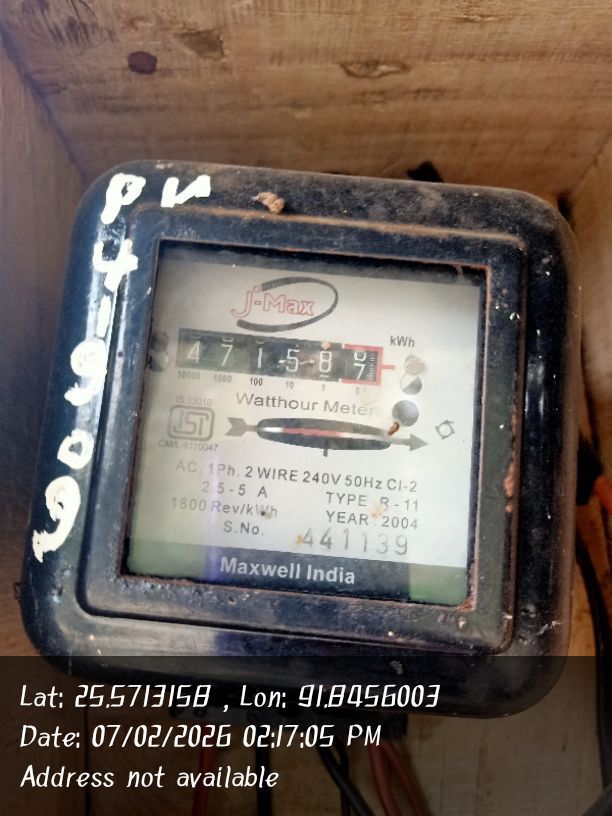 J-Max
kWh
4 7 1 5 8 7
10000 1000 100 10 1 0.1
Watthour Meter
IS 13010
ISI
CM/L-8110047
AC. 1Ph. 2 WIRE 240V 50Hz Cl-2
2.5 - 5 A TYPE R - 11
1800 Rev/kWh YEAR 2004
S.No. 441139
Maxwell India
Lat: 25.5713158 , Lon: 91.8456003
Date: 07/02/2026 02:17:05 PM
Address not available